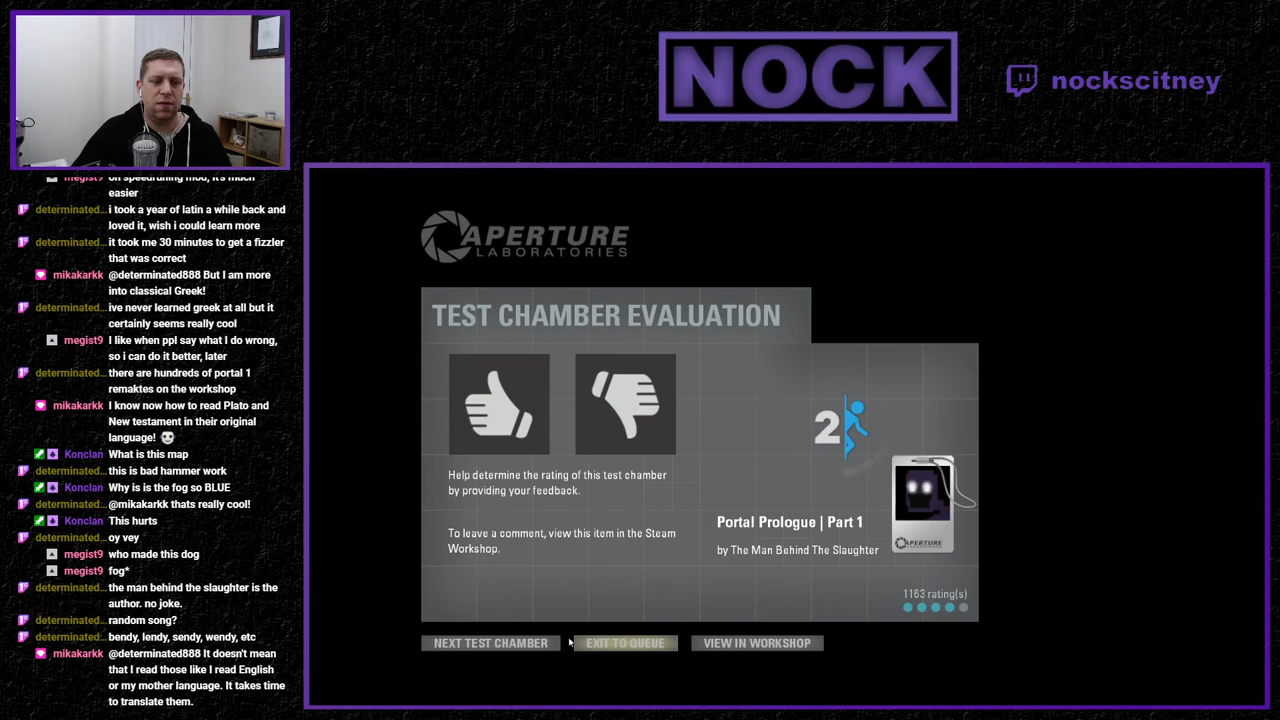 NOCK
nockscitney
megist9 on speedruning mod, it's much
easier
determinated... i took a year of latin a while back and
loved it, wish i could learn more
determinated... it took me 30 minutes to get a fizzler
that was correct
mikakarkk @determinated888 But I am more
into classical Greek!
determinated... ive never learned greek at all but it
certainly seems really cool
megist9 I like when ppl say what I do wrong,
so i can do it better, later
determinated... there are hundreds of portal 1
remaktes on the workshop
mikakarkk I know now how to read Plato and
New testament in their original
language!
Konclan What is this map
determinated... this is bad hammer work
Konclan Why is is the fog so BLUE
determinated... @mikakarkk thats really cool!
Konclan This hurts
determinated... oy vey
megist9 who made this dog
megist9 fog*
determinated... the man behind the slaughter is the
author. no joke.
determinated... random song?
determinated... bendy, lendy, sendy, wendy, etc
mikakarkk @determinated888 It doesn't mean
that I read those like I read English
or my mother language. It takes time
to translate them.
APERTURE
LABORATORIES
TEST CHAMBER EVALUATION
Help determine the rating of this test chamber
by providing your feedback.
To leave a comment, view this item in the Steam
Workshop.
2
Portal Prologue | Part 1
by The Man Behind The Slaughter
APERTURE
1163 rating(s)
NEXT TEST CHAMBER
EXIT TO QUEUE
VIEW IN WORKSHOP